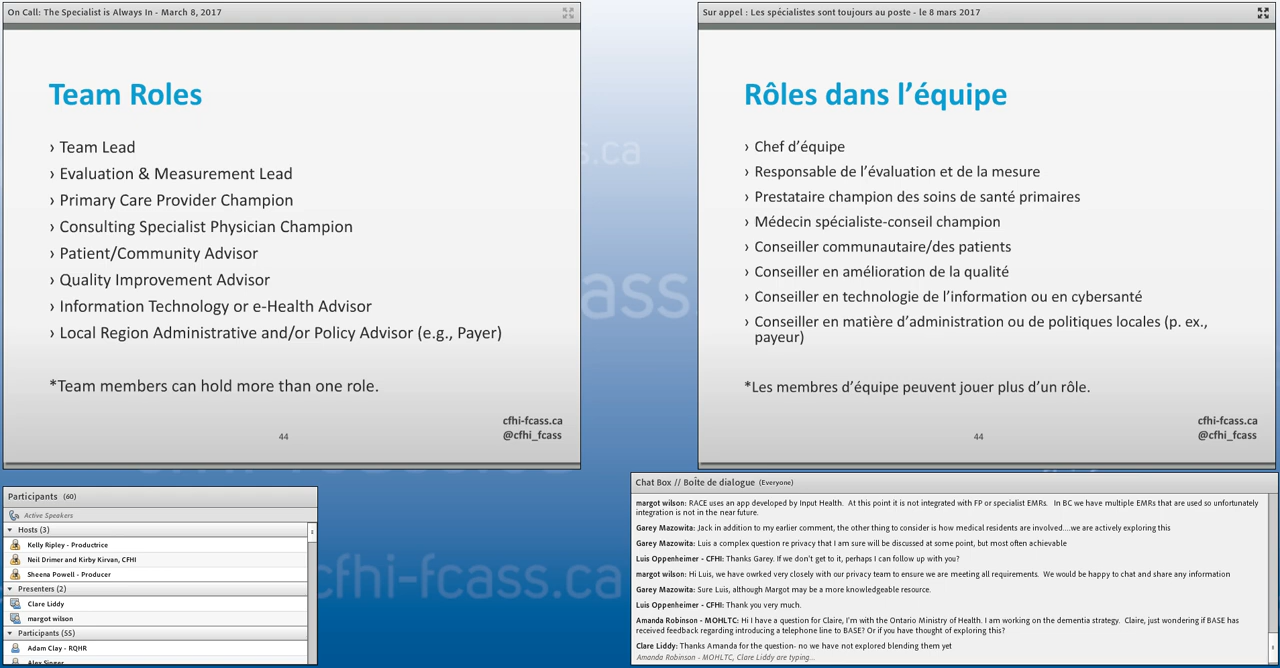 On Call: The Specialist is Always In - March 8, 2017
Team Roles
› Team Lead
› Evaluation & Measurement Lead
› Primary Care Provider Champion
› Consulting Specialist Physician Champion
› Patient/Community Advisor
› Quality Improvement Advisor
› Information Technology or e-Health Advisor
› Local Region Administrative and/or Policy Advisor (e.g., Payer)
*Team members can hold more than one role.
cfhi-fcass.ca
@cfhi_fcass
44
Sur appel : Les spécialistes sont toujours au poste - le 8 mars 2017
Rôles dans l’équipe
› Chef d’équipe
› Responsable de l’évaluation et de la mesure
› Prestataire champion des soins de santé primaires
› Médecin spécialiste-conseil champion
› Conseiller communautaire/des patients
› Conseiller en amélioration de la qualité
› Conseiller en technologie de l’information ou en cybersanté
› Conseiller en matière d’administration ou de politiques locales (p. ex.,
payeur)
*Les membres d’équipe peuvent jouer plus d’un rôle.
cfhi-fcass.ca
@cfhi_fcass
44
s.ca
ass.
cfhi-fcass.ca
Participants (60)
Active Speakers
Hosts (3)
Kelly Ripley - Productrice
Neil Drimer and Kirby Kirvan, CFHI
Sheena Powell - Producer
Presenters (2)
Clare Liddy
margot wilson
Participants (55)
Adam Clay - RQHR
Alex Singer
Chat Box // Boîte de dialogue (Everyone)
margot wilson: RACE uses an app developed by Input Health. At this point it is not integrated with FP or specialist EMRs. In BC we have multiple EMRs that are used so unfortunately
integration is not in the near future.
Garey Mazowita: Jack in addition to my earlier comment, the other thing to consider is how medical residents are involved....we are actively exploring this
Garey Mazowita: Luis a complex question re privacy that I am sure will be discussed at some point, but most often achievable
Luis Oppenheimer - CFHI: Thanks Garey. If we don't get to it, perhaps I can follow up with you?
margot wilson: Hi Luis, we have owrked very closely with our privacy team to ensure we are meeting all requirements. We would be happy to chat and share any information
Garey Mazowita: Sure Luis, although Margot may be a more knowledgeable resource.
Luis Oppenheimer - CFHI: Thank you very much.
Amanda Robinson - MOHLTC: Hi I have a question for Claire, I'm with the Ontario Ministry of Health. I am working on the dementia strategy. Claire, just wondering if BASE has
received feedback regarding introducing a telephone line to BASE? Or if you have thought of exploring this?
Clare Liddy: Thanks Amanda for the question- no we have not explored blending them yet
Amanda Robinson - MOHLTC, Clare Liddy are typing...